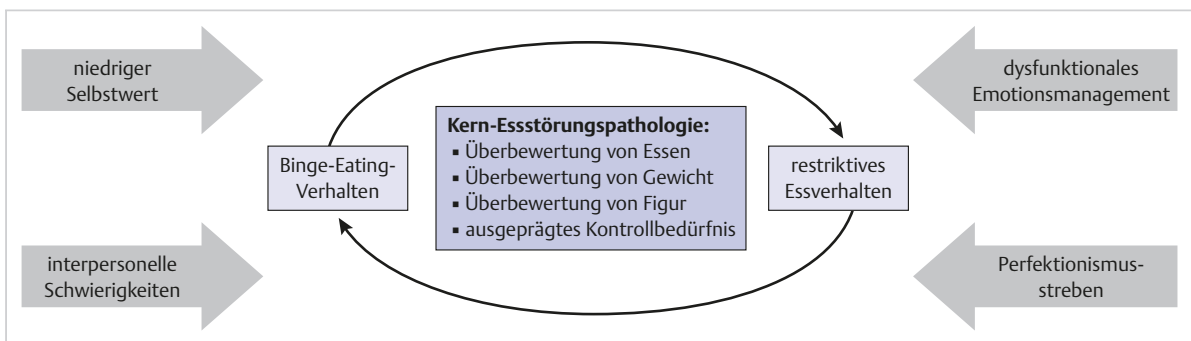 niedriger
Selbstwert
dysfunktionales
Emotionsmanagement
Kern-Essstörungspathologie:
▪ Überbewertung von Essen
▪ Überbewertung von Gewicht
▪ Überbewertung von Figur
▪ ausgeprägtes Kontrollbedürfnis
Binge-Eating-
Verhalten
restriktives
Essverhalten
interpersonelle
Schwierigkeiten
Perfektionismus-
streben